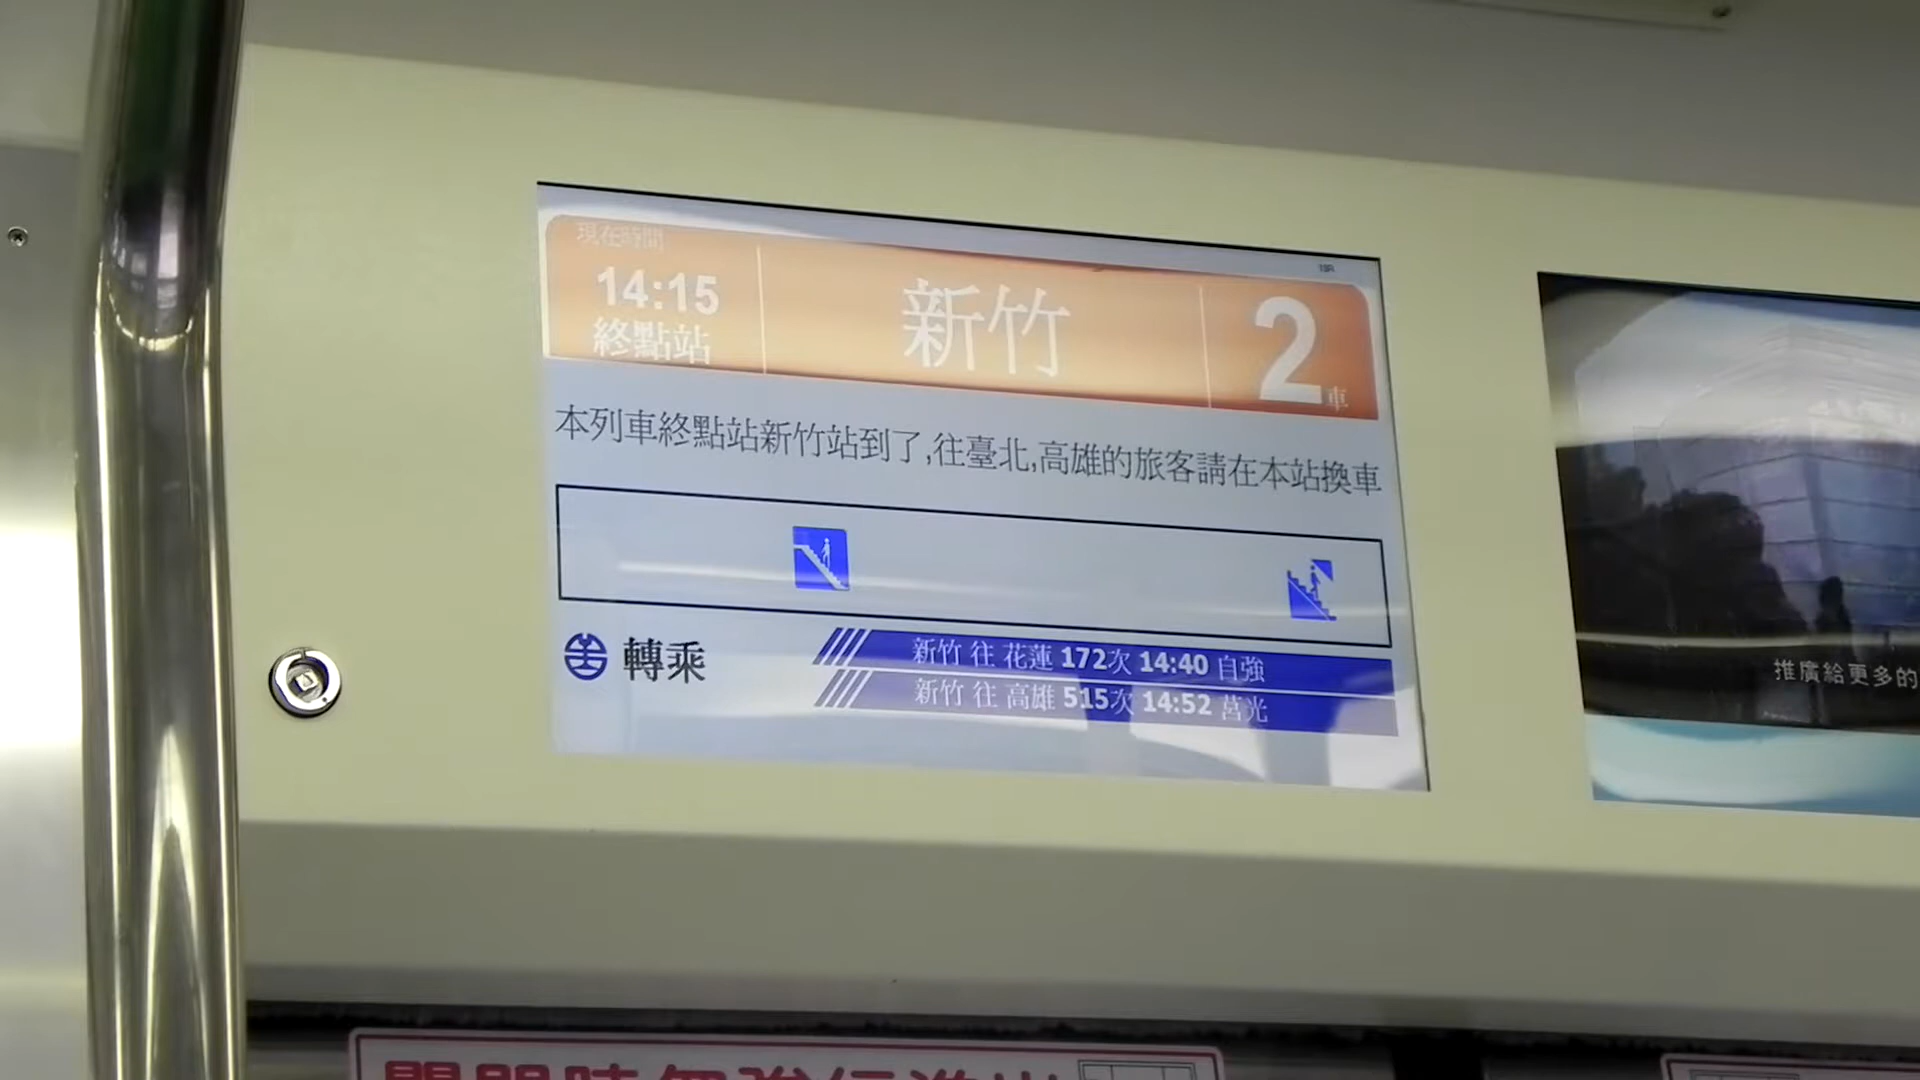 現在時間
14:15
終點站
新竹
2車
本列車終點站新竹站到了,往臺北,高雄的旅客請在本站換車
轉乘
新竹 往 花蓮 172次 14:40 自強
新竹 往 高雄 515次 14:52 莒光
推廣給更多的